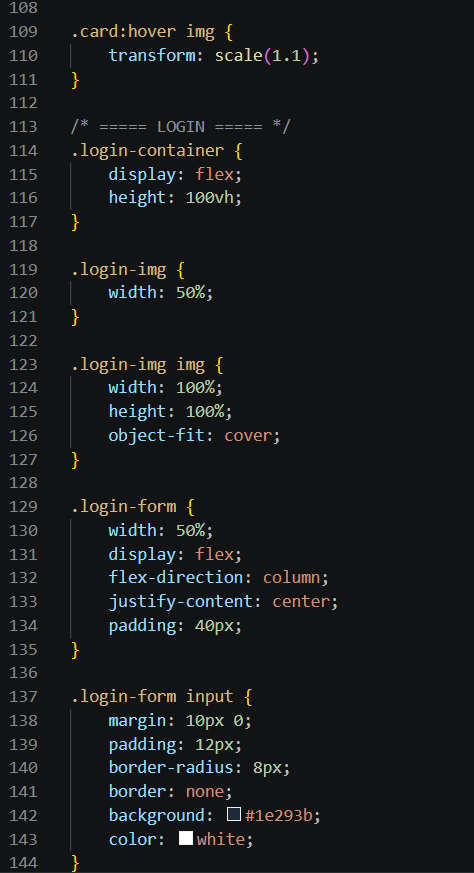 108
109 .card:hover img {
110     transform: scale(1.1);
111 }
112
113 /* ===== LOGIN ===== */
114 .login-container {
115     display: flex;
116     height: 100vh;
117 }
118
119 .login-img {
120     width: 50%;
121 }
122
123 .login-img img {
124     width: 100%;
125     height: 100%;
126     object-fit: cover;
127 }
128
129 .login-form {
130     width: 50%;
131     display: flex;
132     flex-direction: column;
133     justify-content: center;
134     padding: 40px;
135 }
136
137 .login-form input {
138     margin: 10px 0;
139     padding: 12px;
140     border-radius: 8px;
141     border: none;
142     background: #1e293b;
143     color: white;
144 }